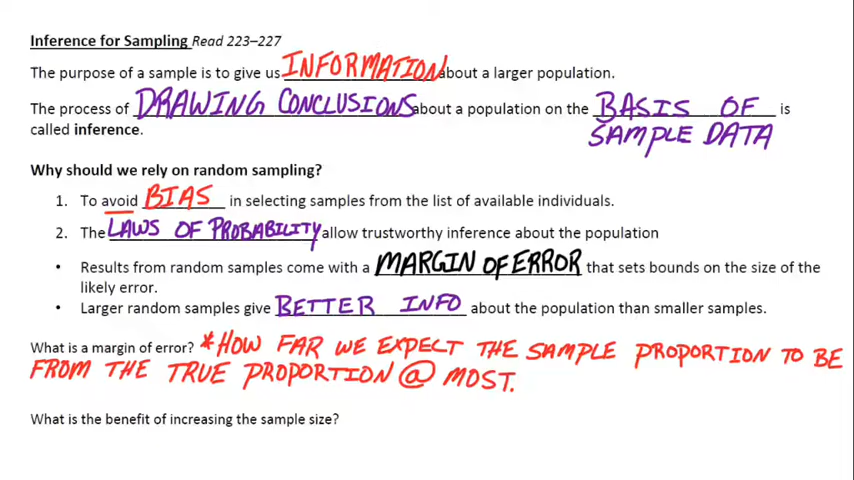 Inference for Sampling Read 223–227
The purpose of a sample is to give us INFORMATION about a larger population.
The process of DRAWING CONCLUSIONS about a population on the BASIS OF is
called inference. SAMPLE DATA
Why should we rely on random sampling?
1. To avoid BIAS in selecting samples from the list of available individuals.
2. The LAWS OF PROBABILITY allow trustworthy inference about the population
• Results from random samples come with a MARGIN OF ERROR that sets bounds on the size of the
likely error.
• Larger random samples give BETTER INFO about the population than smaller samples.
What is a margin of error? *HOW FAR WE EXPECT THE SAMPLE PROPORTION TO BE
FROM THE TRUE PROPORTION @ MOST.
What is the benefit of increasing the sample size?